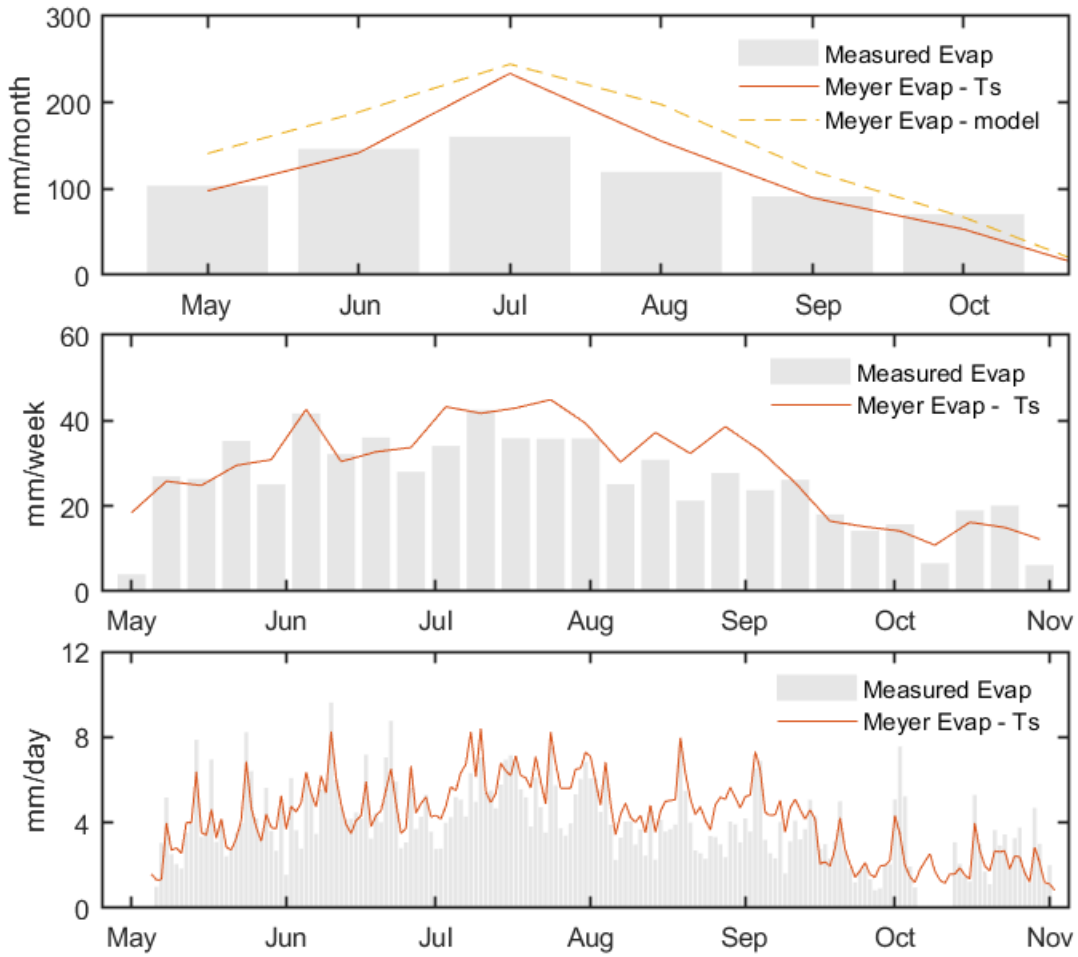 300
Measured Evap
Meyer Evap - Ts
Meyer Evap - model
200
100
0
mm/month
May Jun Jul Aug Sep Oct
60
Measured Evap
Meyer Evap -  Ts
40
20
0
mm/week
May Jun Jul Aug Sep Oct Nov
12
Measured Evap
Meyer Evap - Ts
8
4
0
mm/day
May Jun Jul Aug Sep Oct Nov